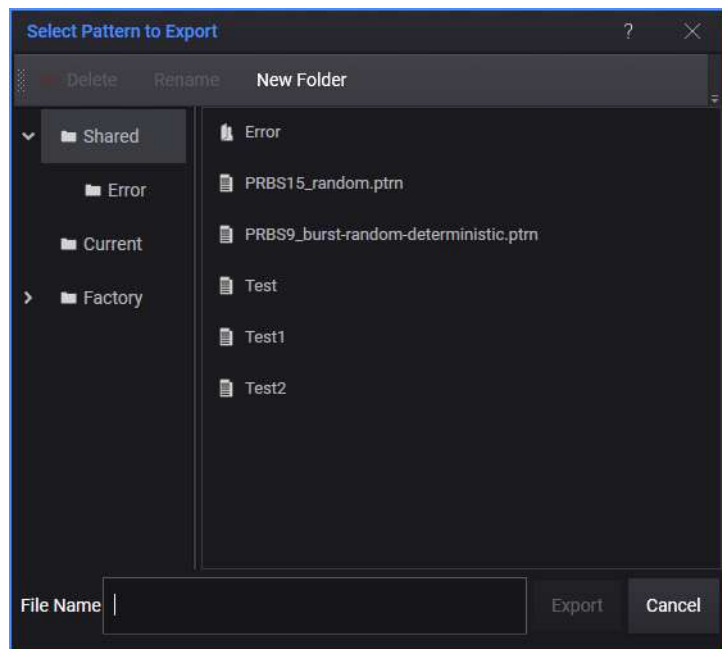 Select Pattern to Export ?
Delete Rename New Folder
Shared
Error
Current
Factory
Error
PRBS15_random.ptrn
PRBS9_burst-random-deterministic.ptrn
Test
Test1
Test2
File Name
Export Cancel